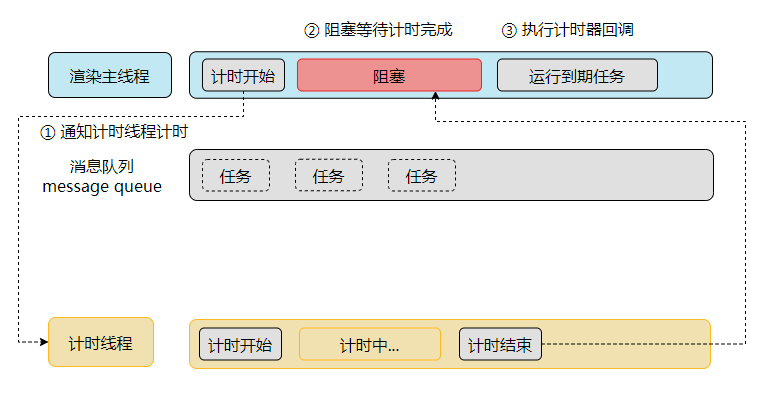 ② 阻塞等待计时完成
③ 执行计时器回调
渲染主线程
计时开始
阻塞
运行到期任务
① 通知计时线程计时
消息队列
message queue
任务
任务
任务
计时线程
计时开始
计时中...
计时结束